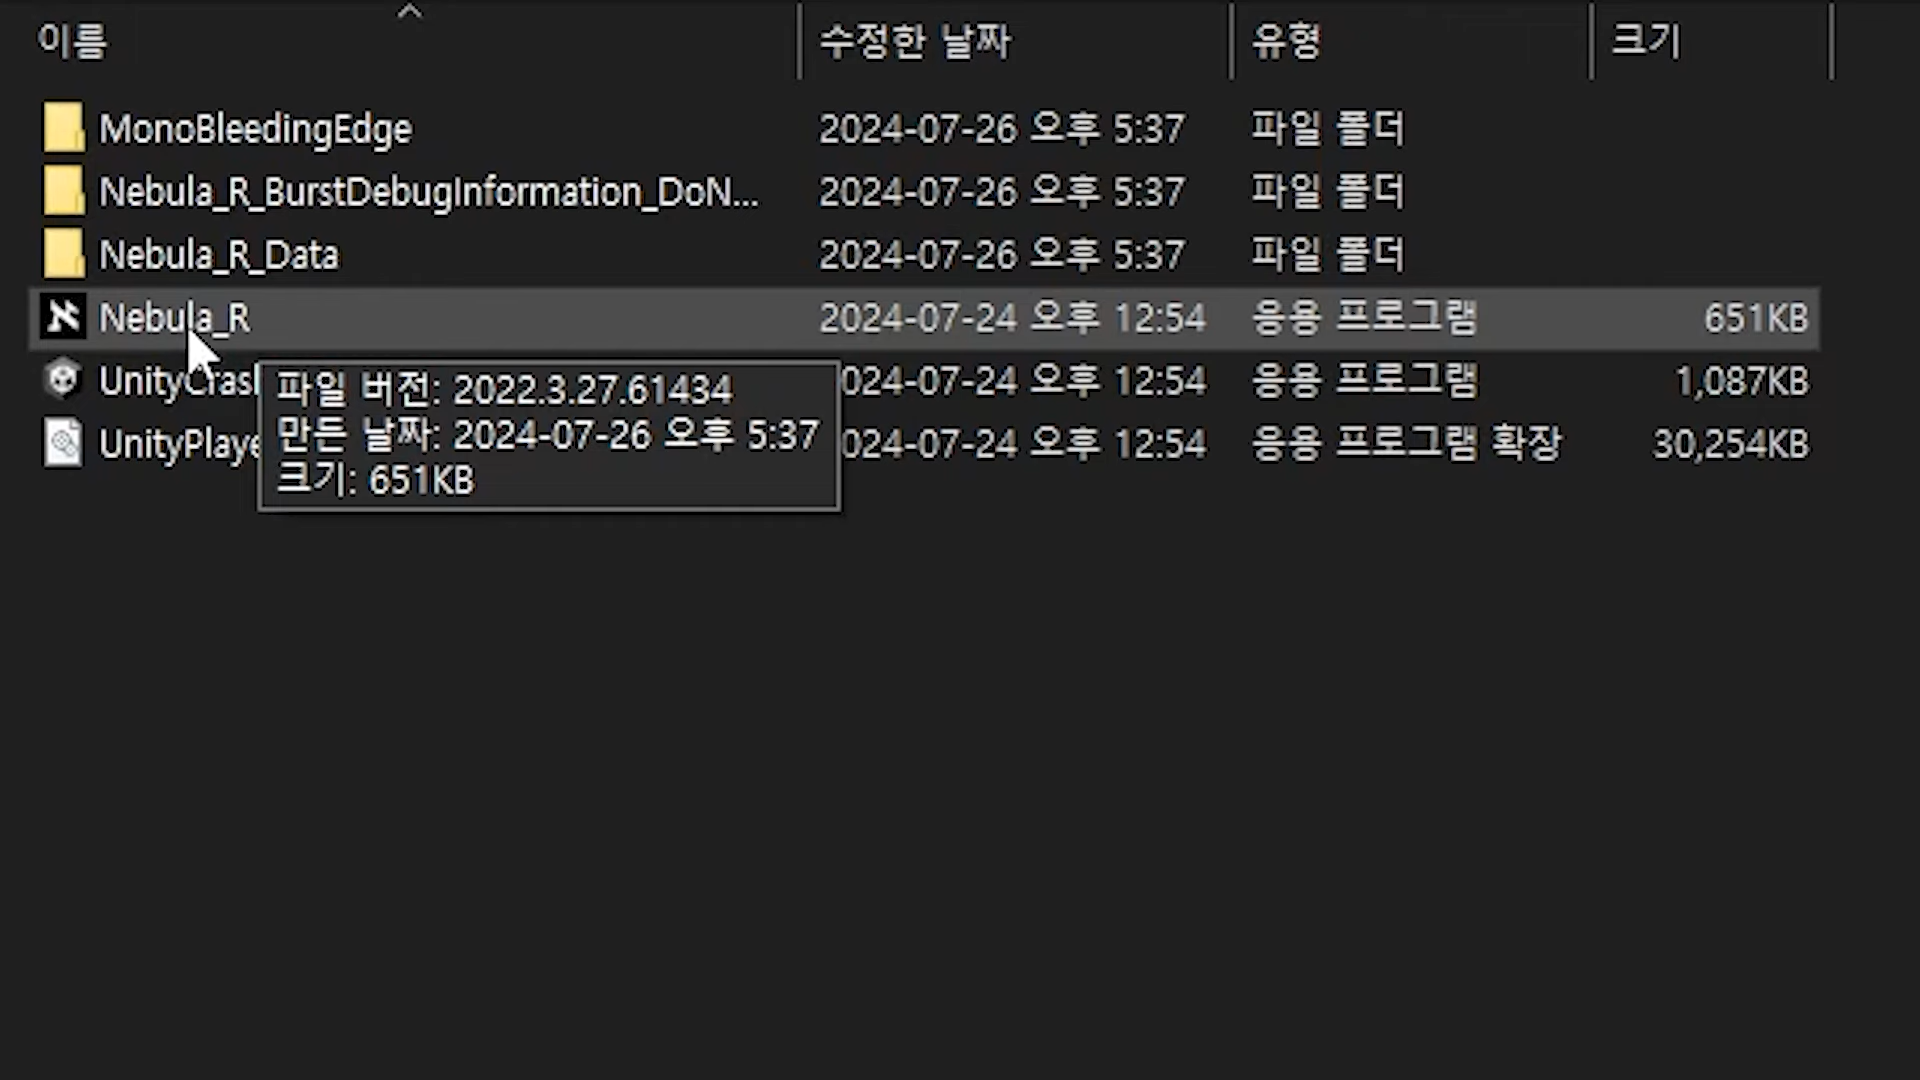 이름 수정한 날짜 유형 크기
MonoBleedingEdge 2024-07-26 오후 5:37 파일 폴더
Nebula_R_BurstDebugInformation_DoN... 2024-07-26 오후 5:37 파일 폴더
Nebula_R_Data 2024-07-26 오후 5:37 파일 폴더
Nebula_R 2024-07-24 오후 12:54 응용 프로그램 651KB
UnityCrash 024-07-24 오후 12:54 응용 프로그램 1,087KB
UnityPlaye 024-07-24 오후 12:54 응용 프로그램 확장 30,254KB
파일 버전: 2022.3.27.61434
만든 날짜: 2024-07-26 오후 5:37
크기: 651KB